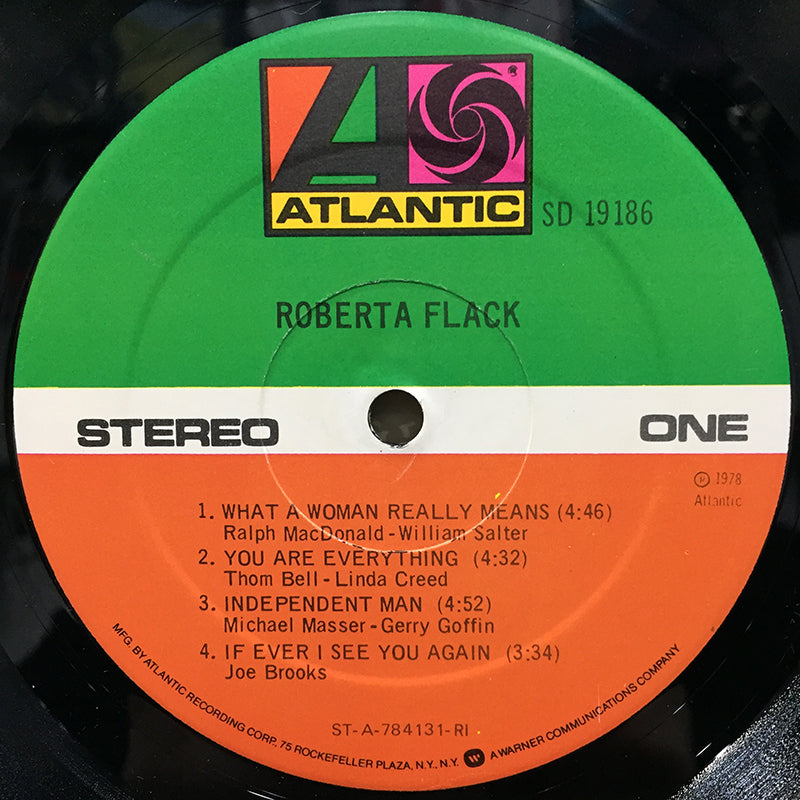 ATLANTIC
®
SD 19186
ROBERTA FLACK
STEREO
ONE
℗ 1978
Atlantic
1. WHAT A WOMAN REALLY MEANS (4:46)
Ralph MacDonald-William Salter
2. YOU ARE EVERYTHING (4:32)
Thom Bell-Linda Creed
3. INDEPENDENT MAN (4:52)
Michael Masser-Gerry Goffin
4. IF EVER I SEE YOU AGAIN (3:34)
Joe Brooks
ST-A-784131-RI
MFG. BY ATLANTIC RECORDING CORP., 75 ROCKEFELLER PLAZA, N.Y., N.Y. W A WARNER COMMUNICATIONS COMPANY